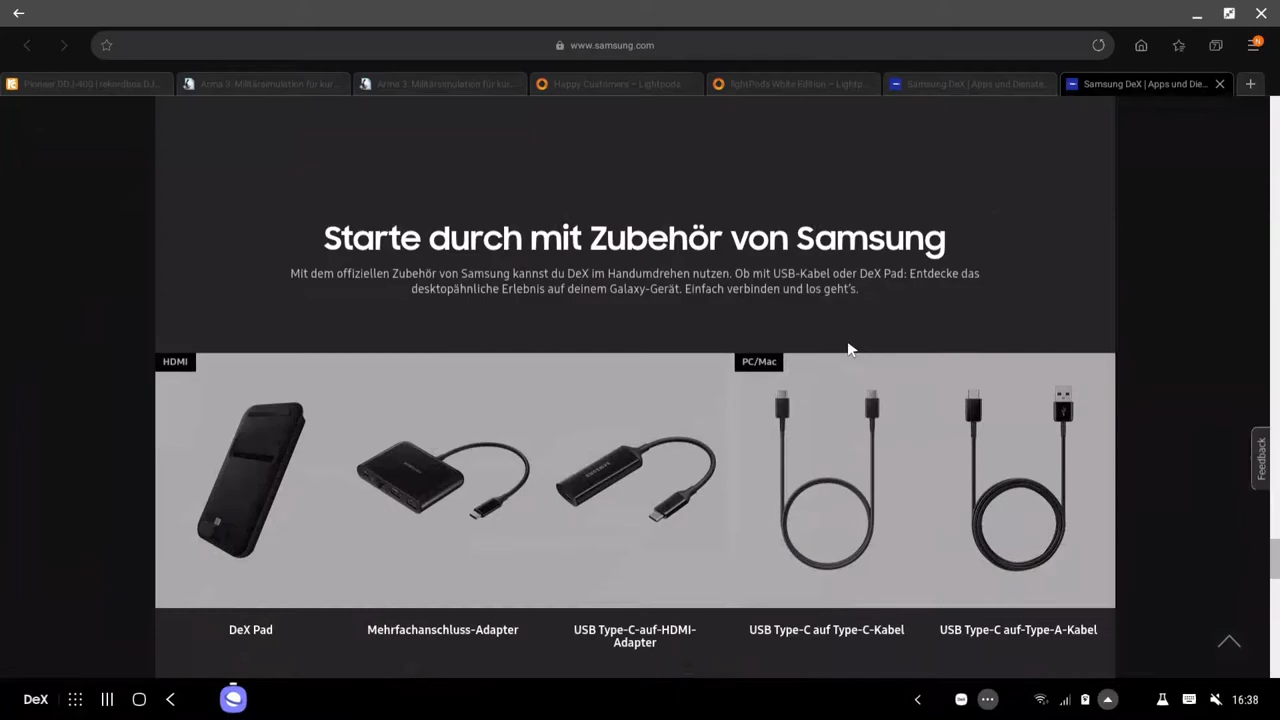 www.samsung.com
Pioneer DDJ-400 | rekordbox DJ...
Arma 3: Militärsimulation für kur...
Arma 3: Militärsimulation für kur...
Happy Customers – Lightpods
lightPods White Edition – Lightp...
Samsung DeX | Apps und Dienste...
Samsung DeX | Apps und Die...
Starte durch mit Zubehör von Samsung
Mit dem offiziellen Zubehör von Samsung kannst du DeX im Handumdrehen nutzen. Ob mit USB-Kabel oder DeX Pad: Entdecke das
desktopähnliche Erlebnis auf deinem Galaxy-Gerät. Einfach verbinden und los geht's.
HDMI
PC/Mac
Feedback
DeX Pad
Mehrfachanschluss-Adapter
USB Type-C-auf-HDMI-
Adapter
USB Type-C auf Type-C-Kabel
USB Type-C auf-Type-A-Kabel
DeX
16:38